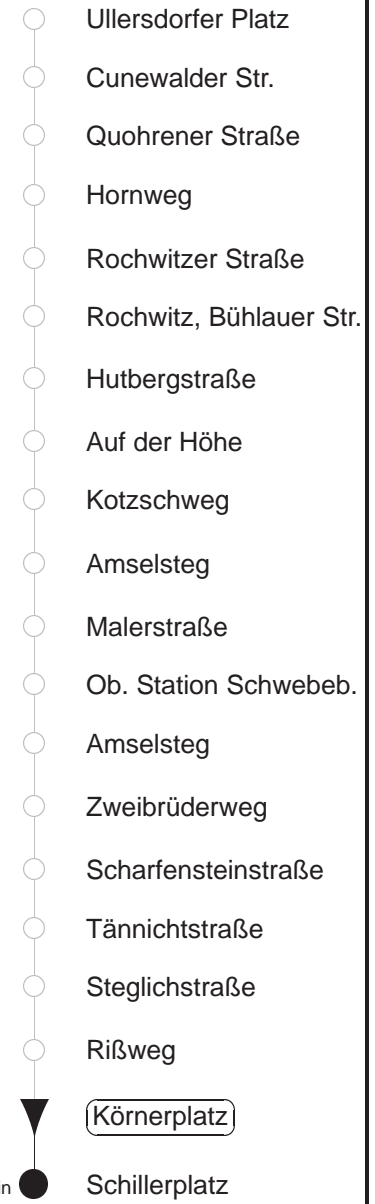 Ullersdorfer Platz
Cunewalder Str.
Quohrener Straße
Hornweg
Rochwitzer Straße
Rochwitz, Bühlauer Str.
Hutbergstraße
Auf der Höhe
Kotzschweg
Amselsteg
Malerstraße
Ob. Station Schwebeb.
Amselsteg
Zweibrüderweg
Scharfensteinstraße
Tännichtstraße
Steglichstraße
Rißweg
Körnerplatz
Schillerplatz